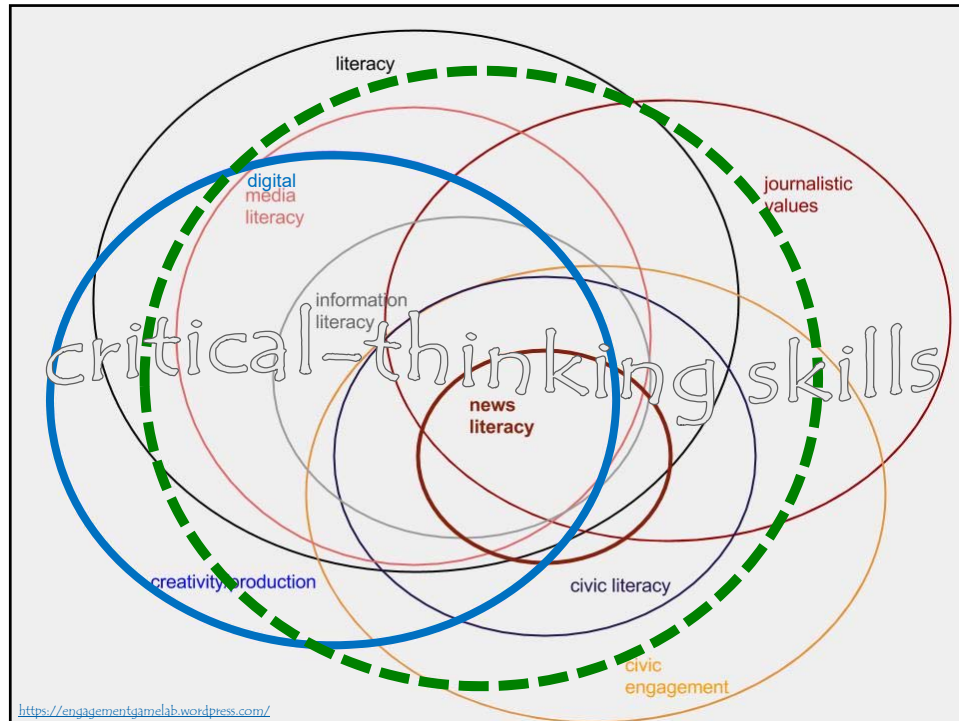 literacy
digital
media
literacy
journalistic
values
information
literacy
critical-thinking skills
news
literacy
creativity/production
civic literacy
civic
engagement
https://engagementgamelab.wordpress.com/